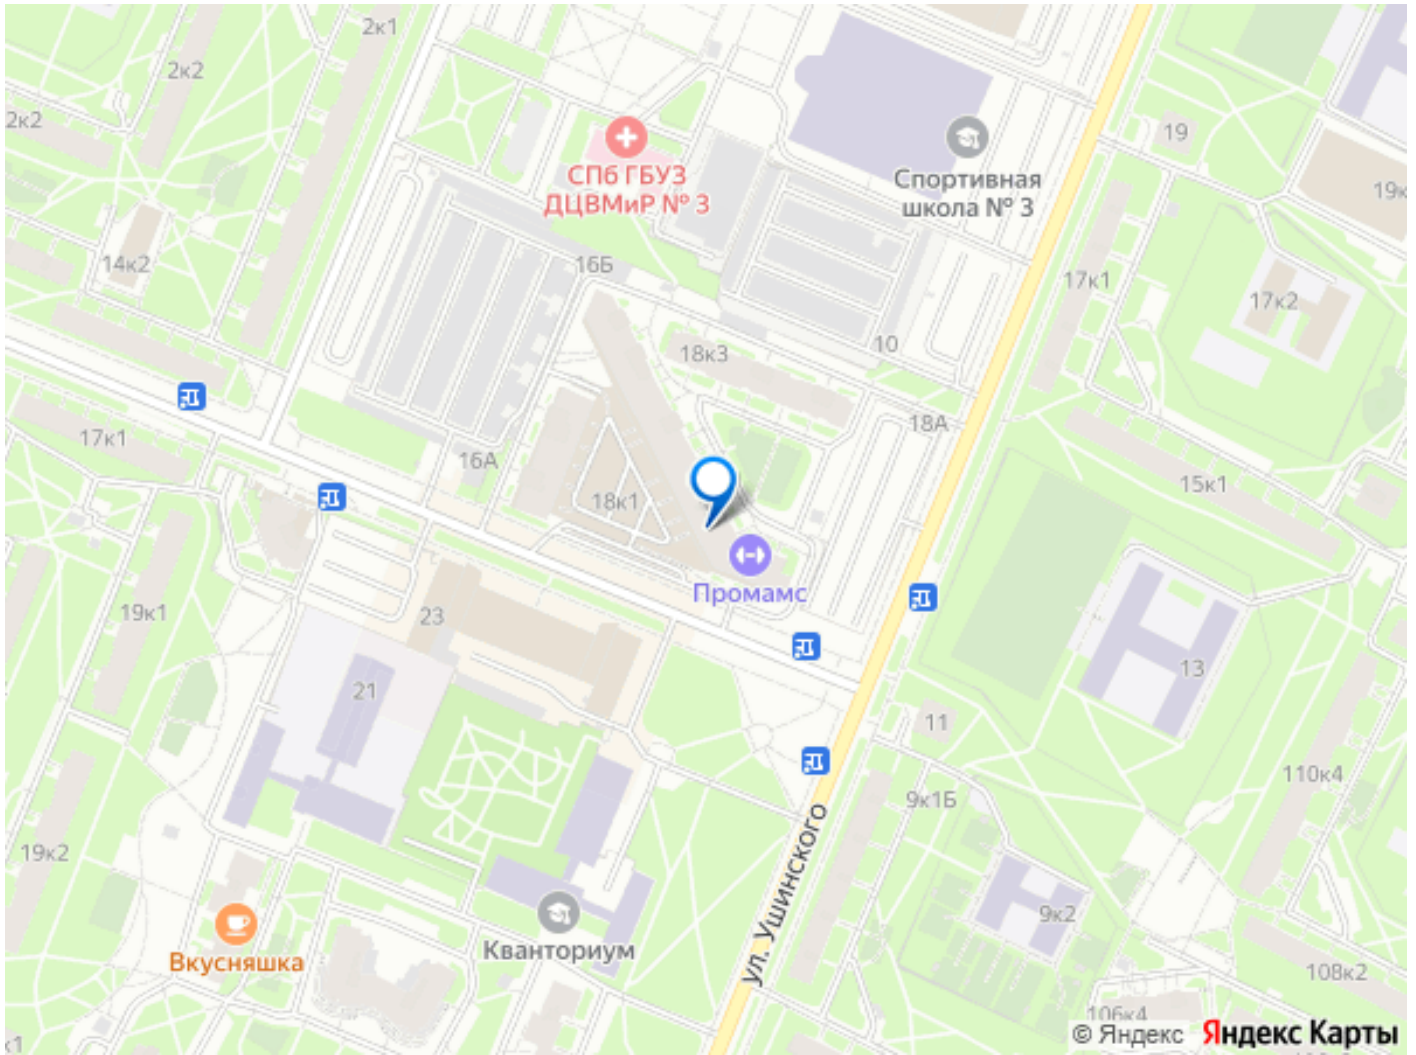 2к1
2к2
2к2
19
СПб ГБУЗ
ДЦВМиР № 3
Спортивная
школа № 3
19к
14к2
16Б
17к1
17к2
18к3
10
18А
17к1
16А
18к1
15к1
Промамс
19к1
23
21
13
11
9к1Б
110к4
19к2
ул. Ушинского
9к2
Вкусняшка
Кванториум
108к2
106к4
к1
© Яндекс
Яндекс Карты